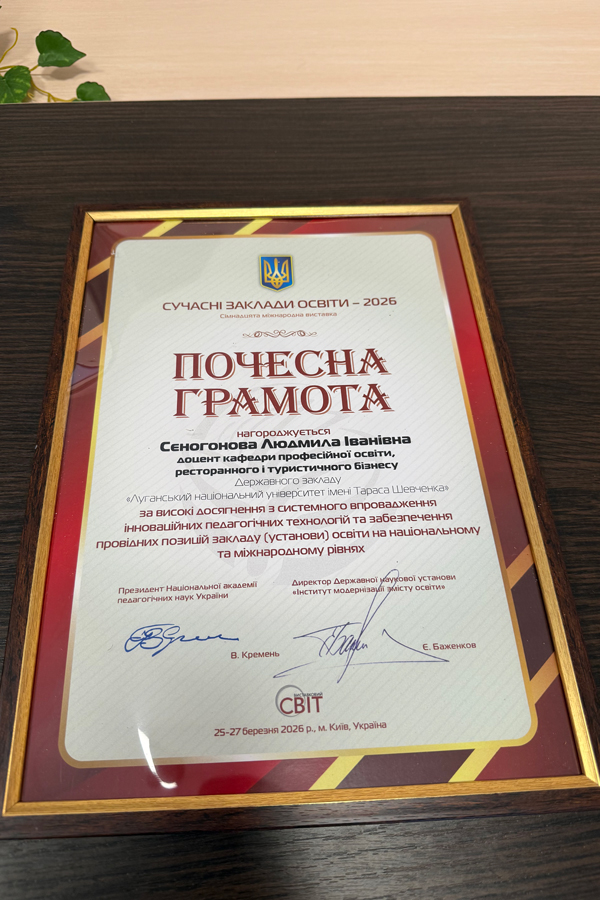 СУЧАСНІ ЗАКЛАДИ ОСВІТИ – 2026
Сімнадцята міжнародна виставка
ПОЧЕСНА
ГРАМОТА
нагороджується
Сєногонова Людмила Іванівна
доцент кафедри професійної освіти,
ресторанного і туристичного бізнесу
Державного закладу
«Луганський національний університет імені Тараса Шевченка»
за високі досягнення з системного впровадження
інноваційних педагогічних технологій та забезпечення
провідних позицій закладу (установи) освіти на національному
та міжнародному рівнях
Президент Національної академії
педагогічних наук України
В. Кремень
Директор Державної наукової установи
«Інститут модернізації змісту освіти»
Є. Баженков
ВИСТАВКОВИЙ
СВІТ
25-27 березня 2026 р., м. Київ, Україна